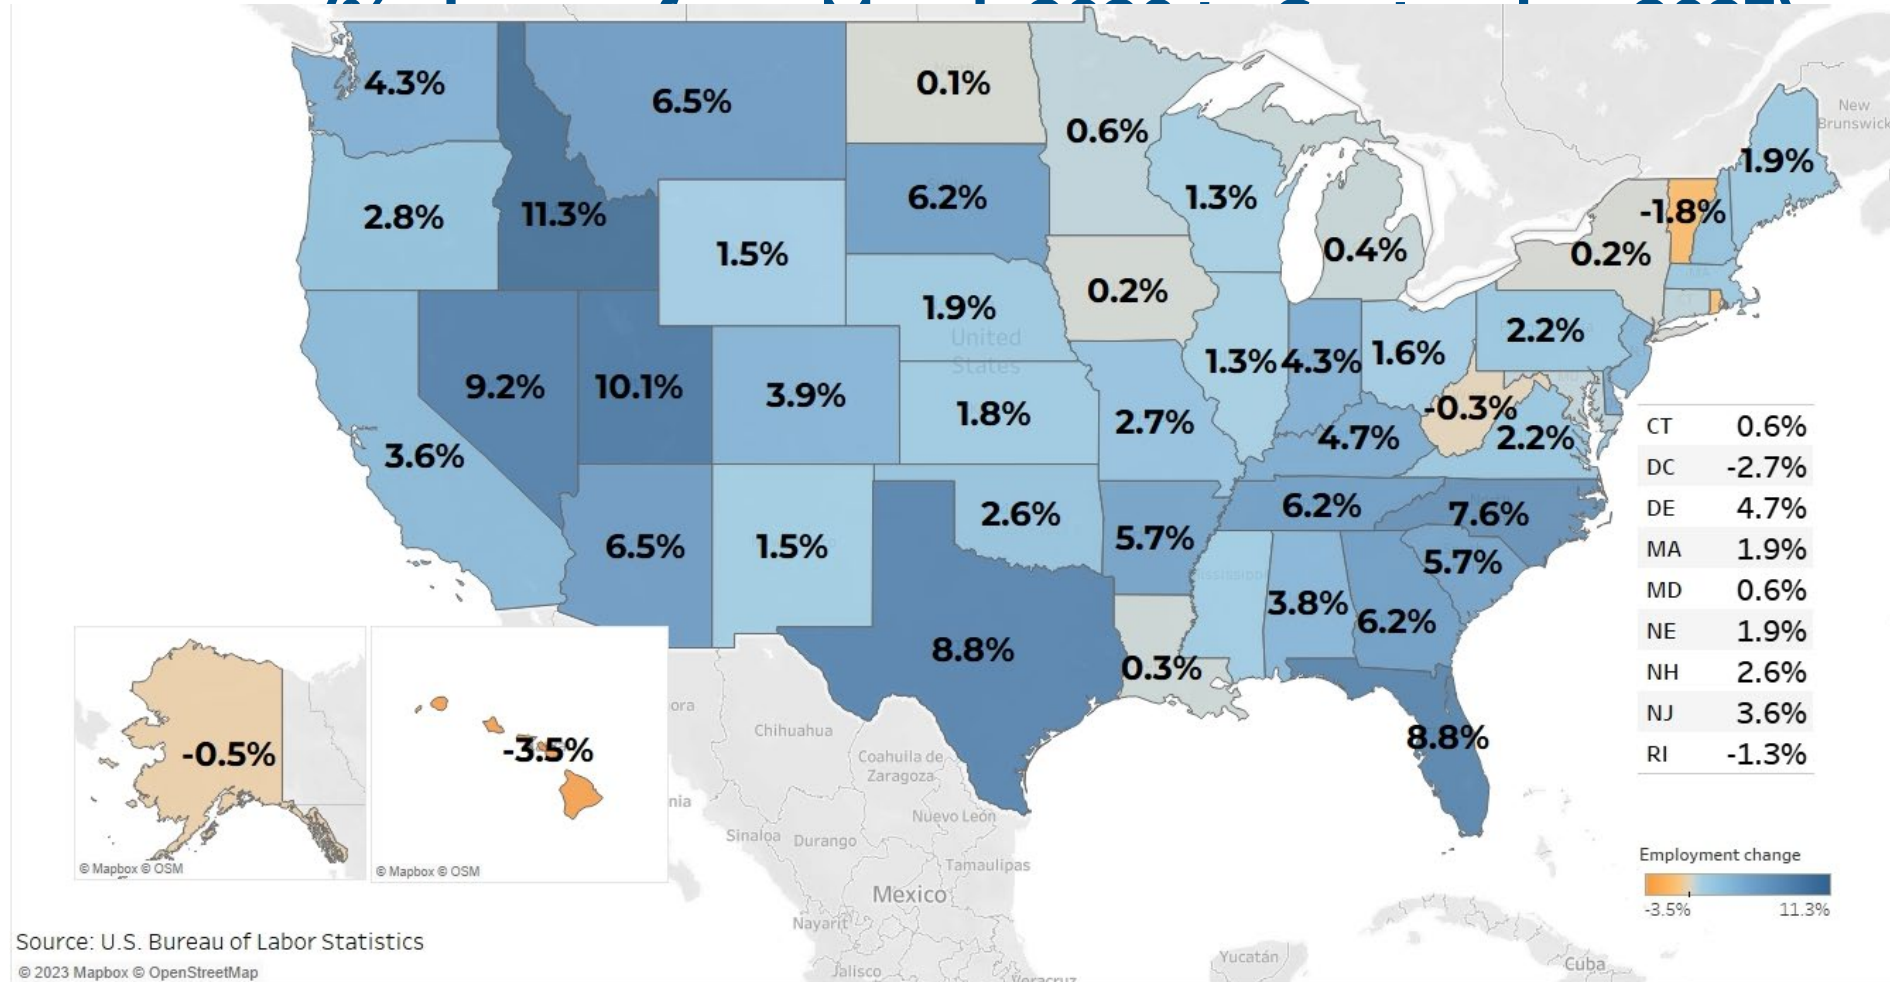 New
Brunswick
4.3%
6.5%
0.1%
0.6%
1.9%
2.8%
11.3%
6.2%
1.3%
-1.8%
1.5%
0.4%
0.2%
0.2%
1.9%
2.2%
United
States
9.2%
10.1%
3.9%
1.3%
4.3%
1.6%
1.8%
2.7%
-0.3%
3.6%
4.7%
2.2%
2.6%
6.2%
7.6%
6.5%
1.5%
5.7%
5.7%
3.8%
6.2%
8.8%
0.3%
8.8%
CT 0.6%
DC -2.7%
DE 4.7%
MA 1.9%
MD 0.6%
NE 1.9%
NH 2.6%
NJ 3.6%
RI -1.3%
-0.5%
© Mapbox © OSM
-3.5%
© Mapbox © OSM
Chihuahua
Coahuila de
Zaragoza
Nuevo León
Sinaloa
Durango
Tamaulipas
Mexico
Nayarit
Jalisco
Veracruz
Yucatán
Cuba
Employment change
-3.5% 11.3%
Source: U.S. Bureau of Labor Statistics
© 2023 Mapbox © OpenStreetMap